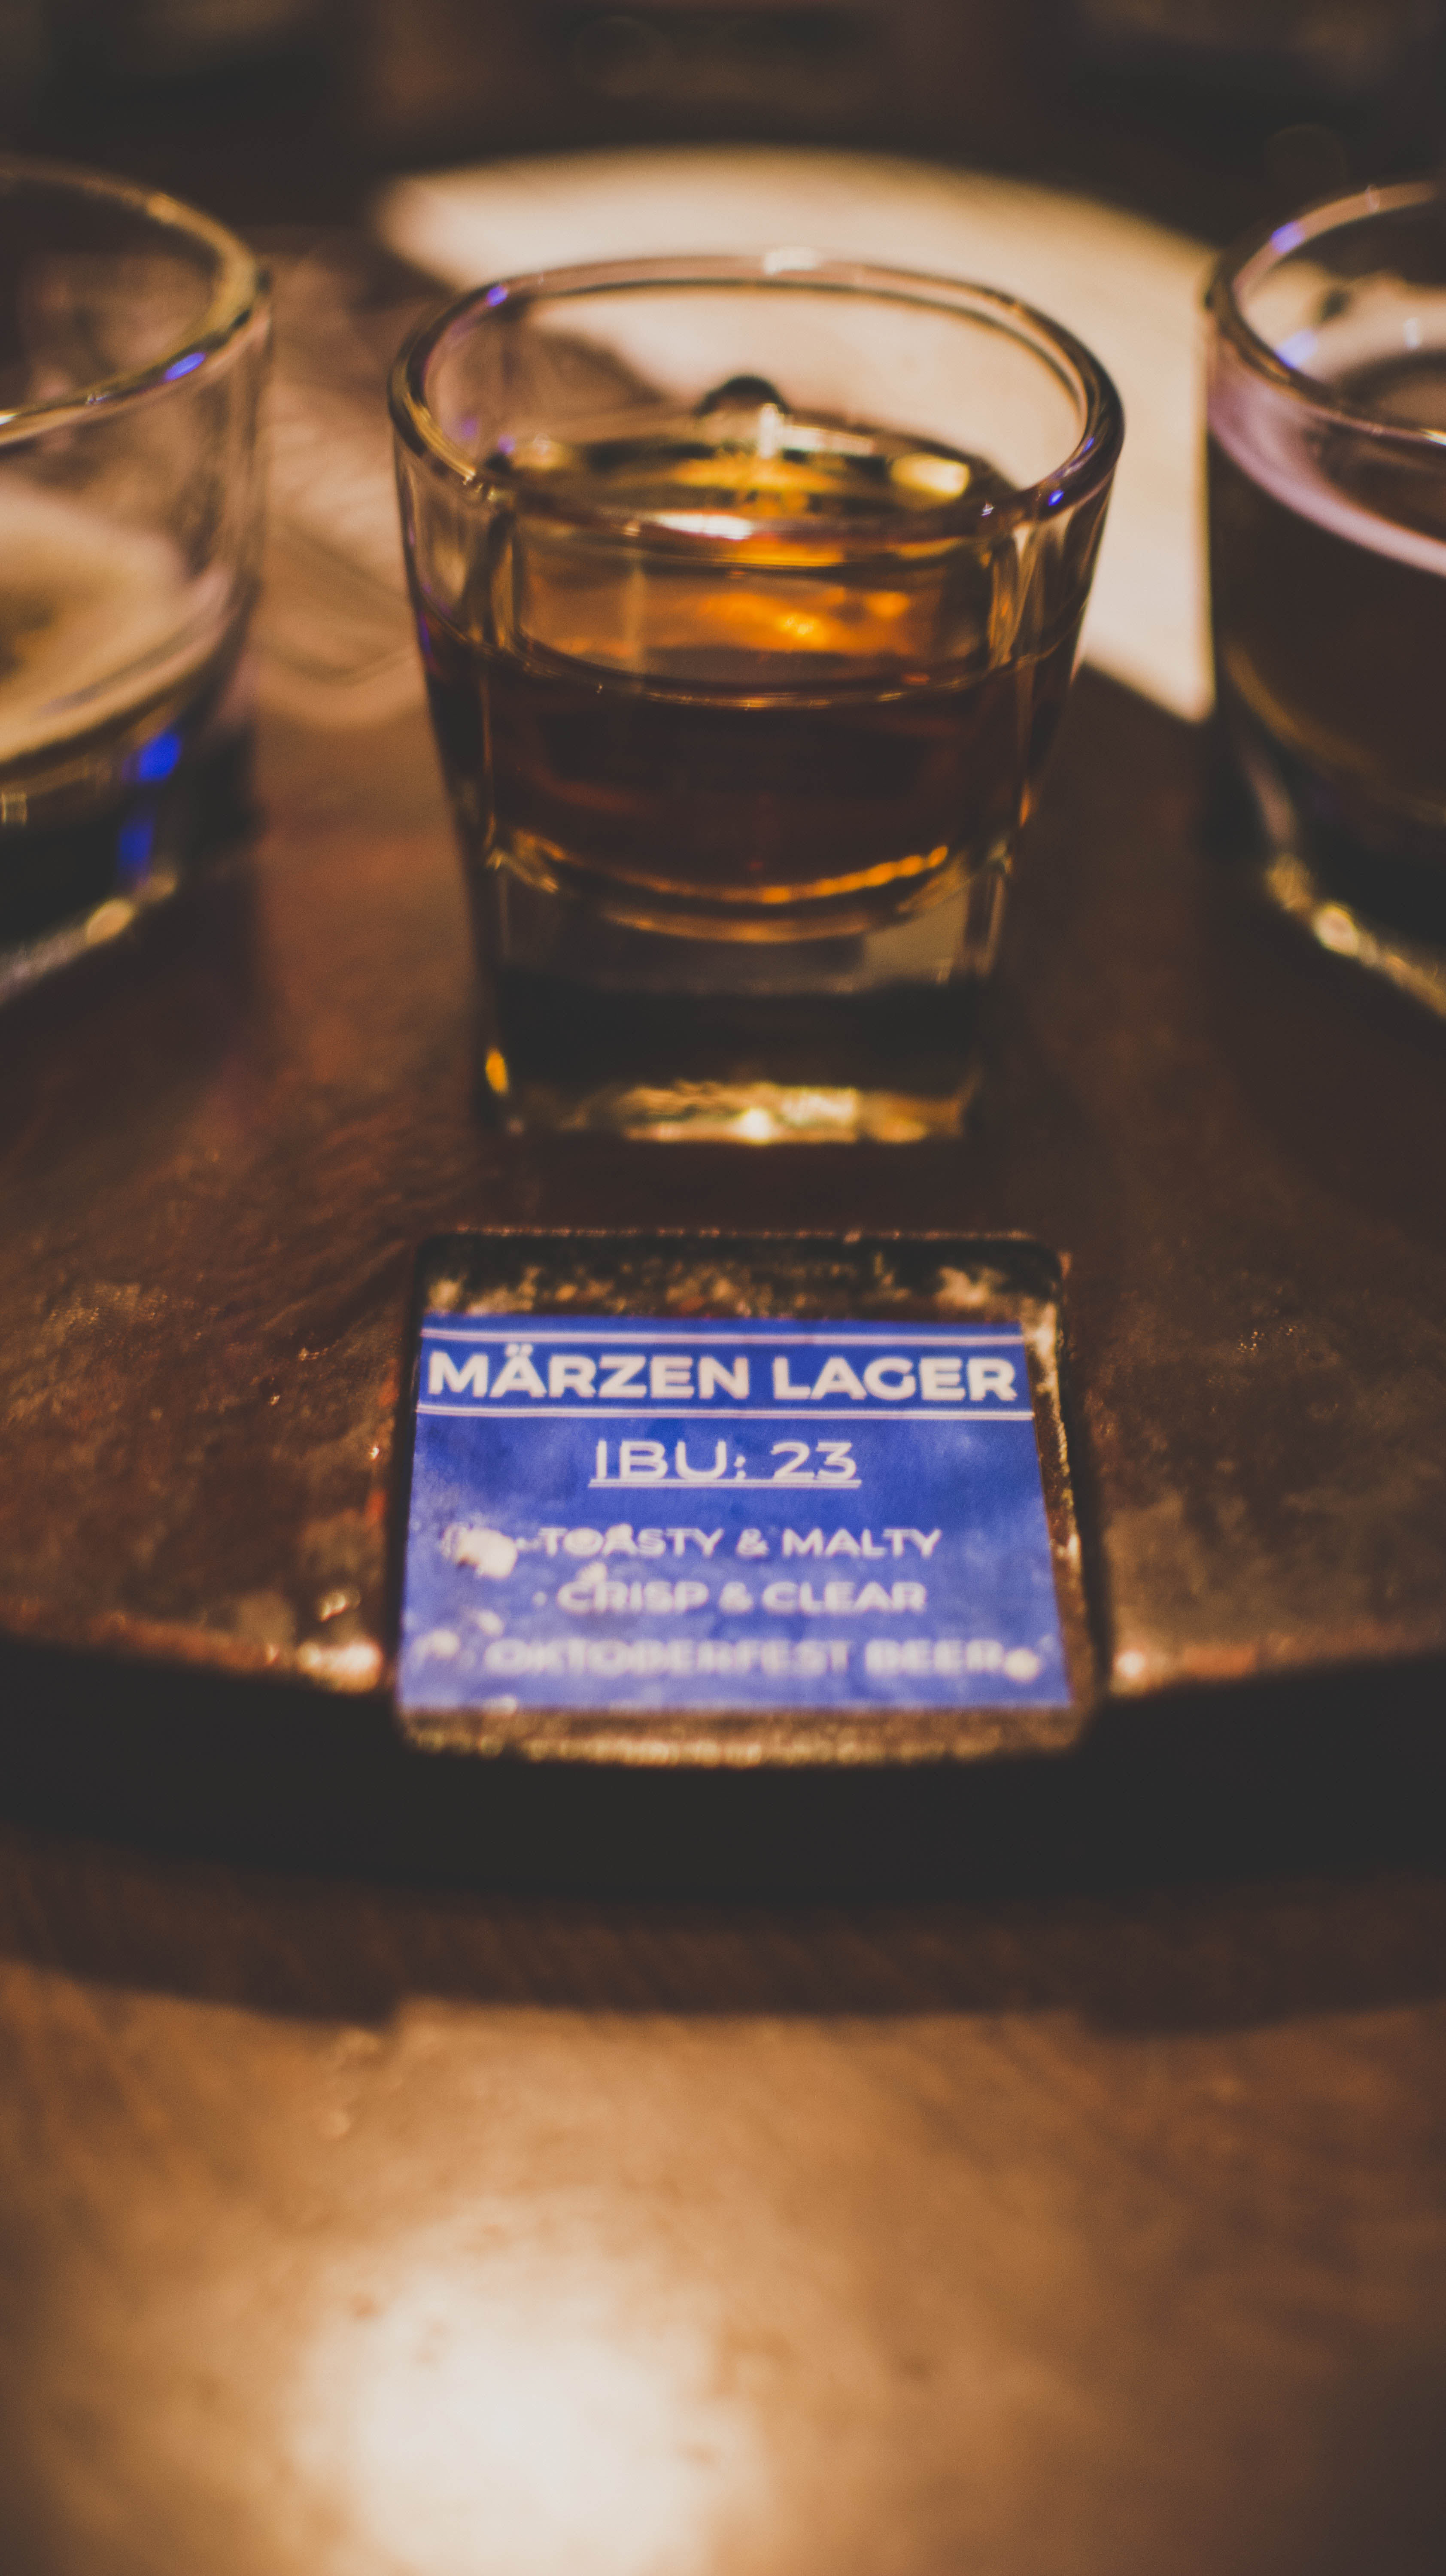 MÄRZEN LAGER
IBU: 23
· TOASTY & MALTY
· CRISP & CLEAR
OKTOBERFEST BEER